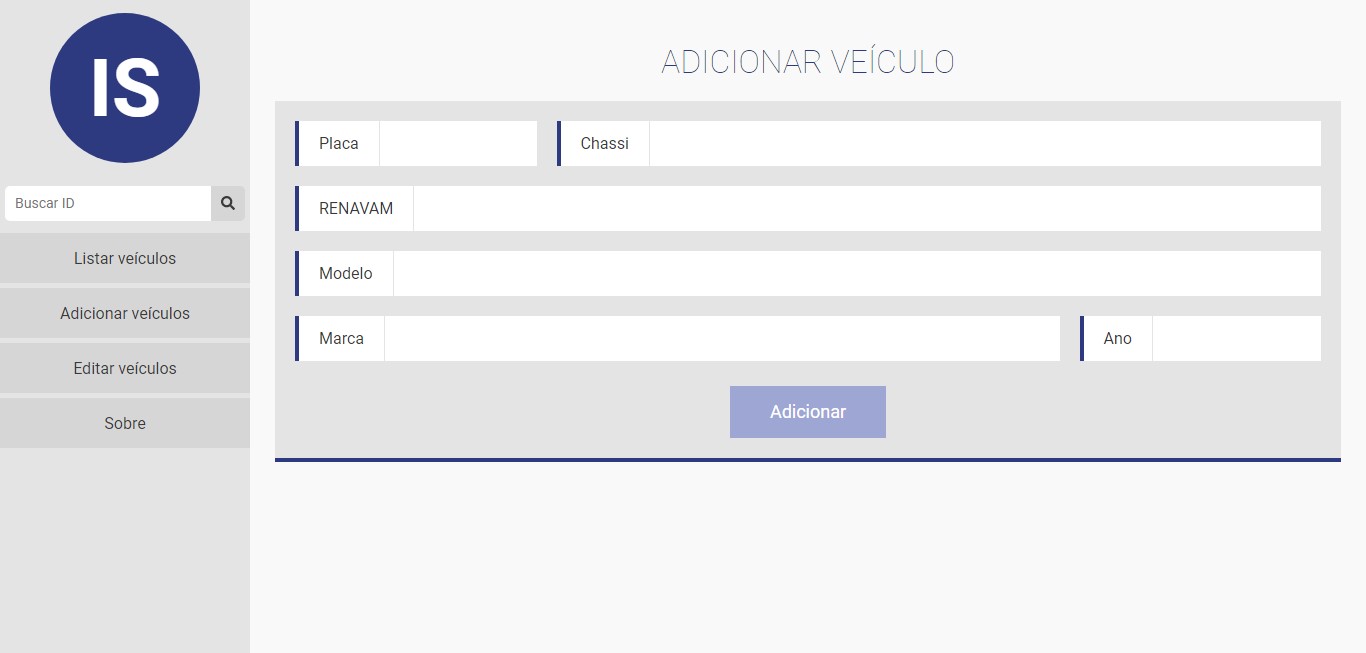 IS
Buscar ID
Listar veículos
Adicionar veículos
Editar veículos
Sobre
ADICIONAR VEÍCULO
Placa
Chassi
RENAVAM
Modelo
Marca
Ano
Adicionar